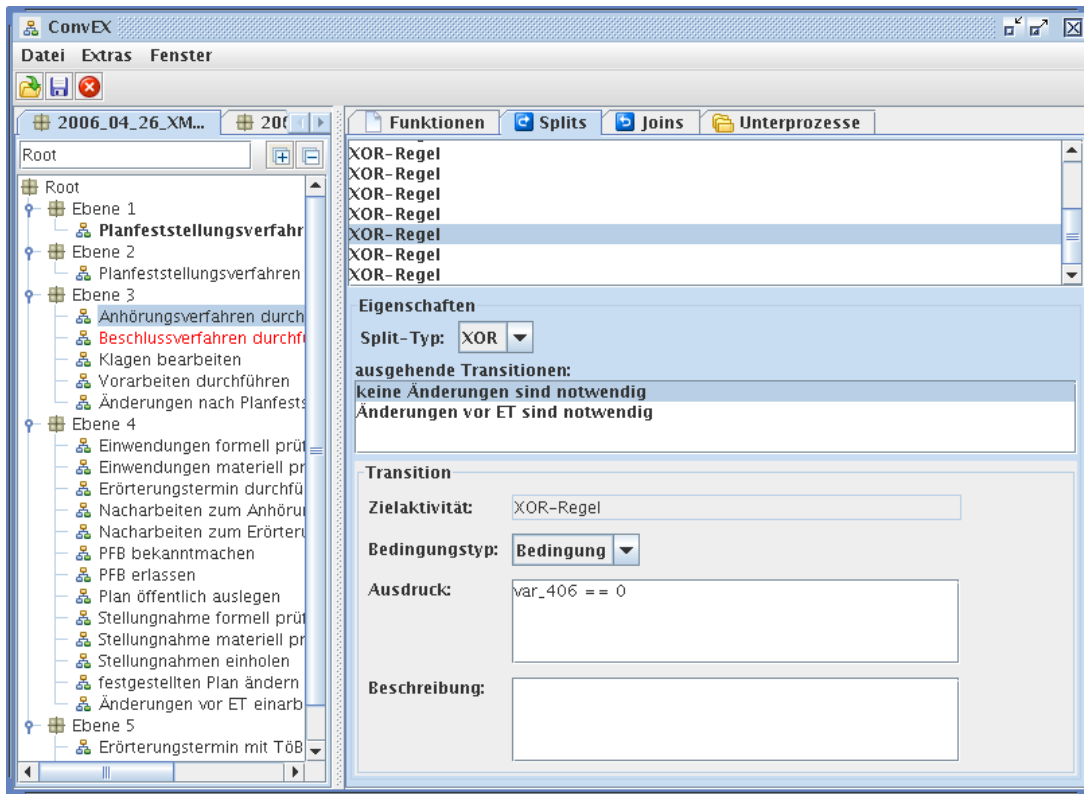 ConvEX
Datei Extras Fenster
2006_04_26_XM...
Root
Root
Ebene 1
Planfeststellungsverfahr
Ebene 2
Planfeststellungsverfahren
Ebene 3
Anhörungsverfahren durch
Beschlussverfahren durchf
Klagen bearbeiten
Vorarbeiten durchführen
Änderungen nach Planfests
Ebene 4
Einwendungen formell prüf
Einwendungen materiell pr
Erörterungstermin durchfü
Nacharbeiten zum Anhöru
Nacharbeiten zum Erörteru
PFB bekanntmachen
PFB erlassen
Plan öffentlich auslegen
Stellungnahme formell prüf
Stellungnahme materiell pr
Stellungnahmen einholen
festgestellten Plan ändern
Änderungen vor ET einarb
Ebene 5
Erörterungstermin mit TöB
Funktionen Splits Joins Unterprozesse
XOR-Regel
XOR-Regel
XOR-Regel
XOR-Regel
XOR-Regel
XOR-Regel
XOR-Regel
Eigenschaften
Split-Typ: XOR
ausgehende Transitionen:
keine Änderungen sind notwendig
Änderungen vor ET sind notwendig
Transition
Zielaktivität: XOR-Regel
Bedingungstyp: Bedingung
Ausdruck: var_406 == 0
Beschreibung: